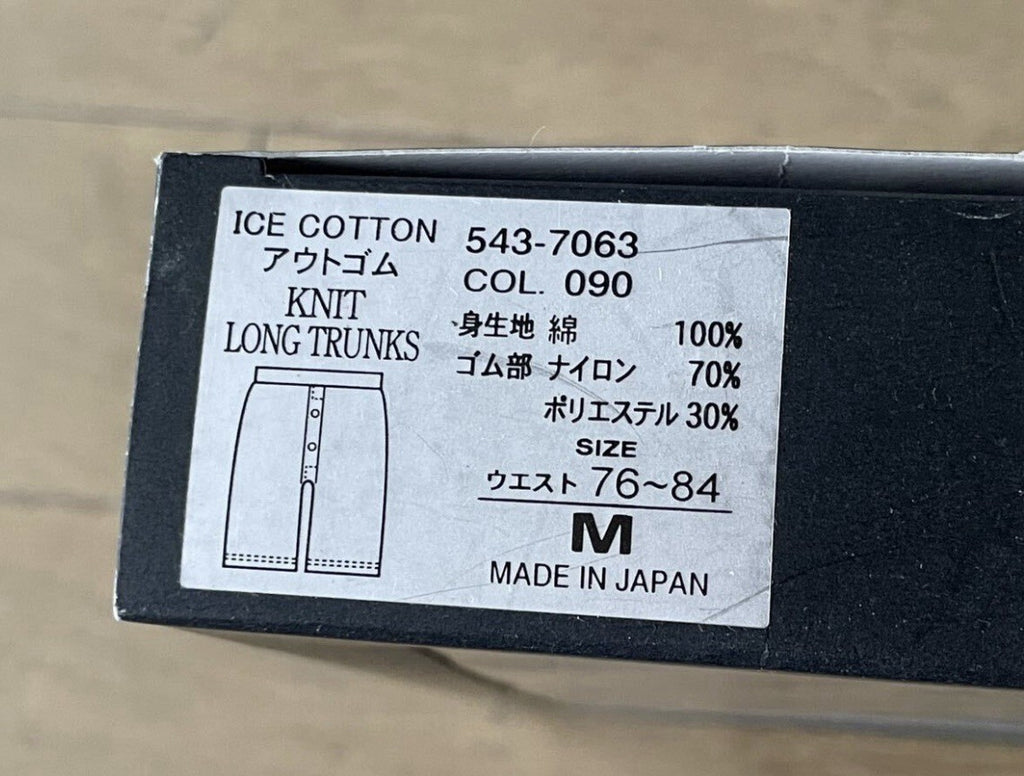 ICE COTTON
アウトゴム
KNIT
LONG TRUNKS
543-7063
COL. 090
身生地 綿 100%
ゴム部 ナイロン 70%
ポリエステル 30%
SIZE
ウエスト 76~84
M
MADE IN JAPAN